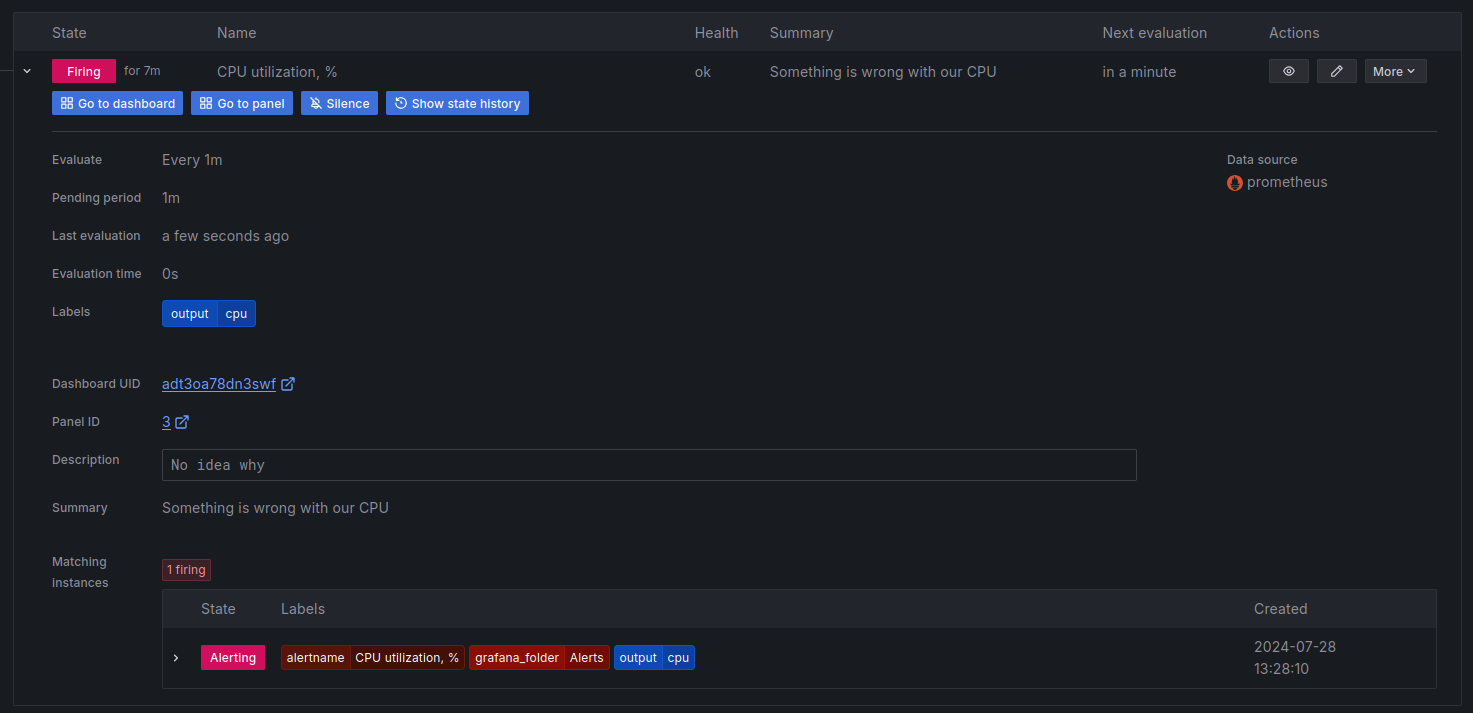 State Name Health Summary Next evaluation Actions
Firing for 7m CPU utilization, % ok Something is wrong with our CPU in a minute More
Go to dashboard Go to panel Silence Show state history
Evaluate Every 1m Data source
prometheus
Pending period 1m
Last evaluation a few seconds ago
Evaluation time 0s
Labels output cpu
Dashboard UID adt3oa78dn3swf
Panel ID 3
Description No idea why
Summary Something is wrong with our CPU
Matching
instances 1 firing
State Labels Created
Alerting alertname CPU utilization, % grafana_folder Alerts output cpu 2024-07-28
13:28:10